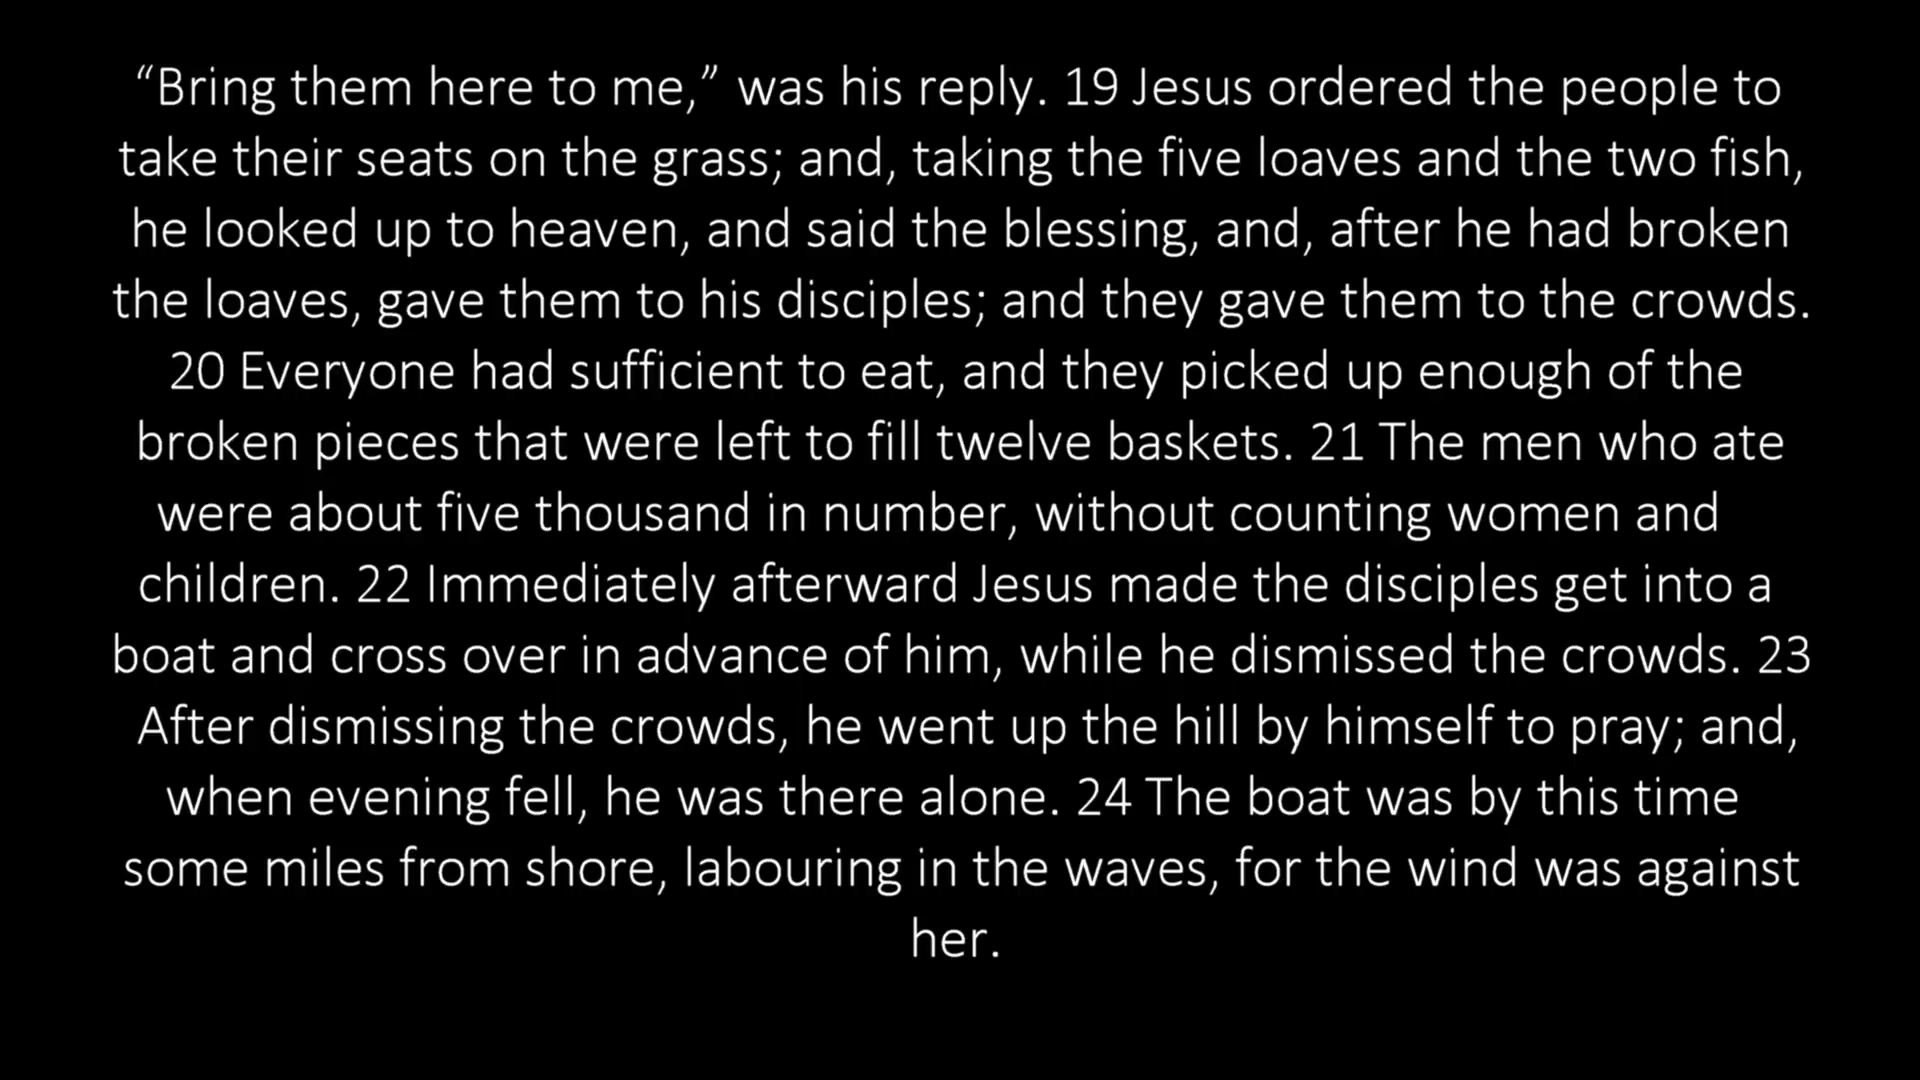 “Bring them here to me,” was his reply. 19 Jesus ordered the people to
take their seats on the grass; and, taking the five loaves and the two fish,
he looked up to heaven, and said the blessing, and, after he had broken
the loaves, gave them to his disciples; and they gave them to the crowds.
20 Everyone had sufficient to eat, and they picked up enough of the
broken pieces that were left to fill twelve baskets. 21 The men who ate
were about five thousand in number, without counting women and
children. 22 Immediately afterward Jesus made the disciples get into a
boat and cross over in advance of him, while he dismissed the crowds. 23
After dismissing the crowds, he went up the hill by himself to pray; and,
when evening fell, he was there alone. 24 The boat was by this time
some miles from shore, labouring in the waves, for the wind was against
her.